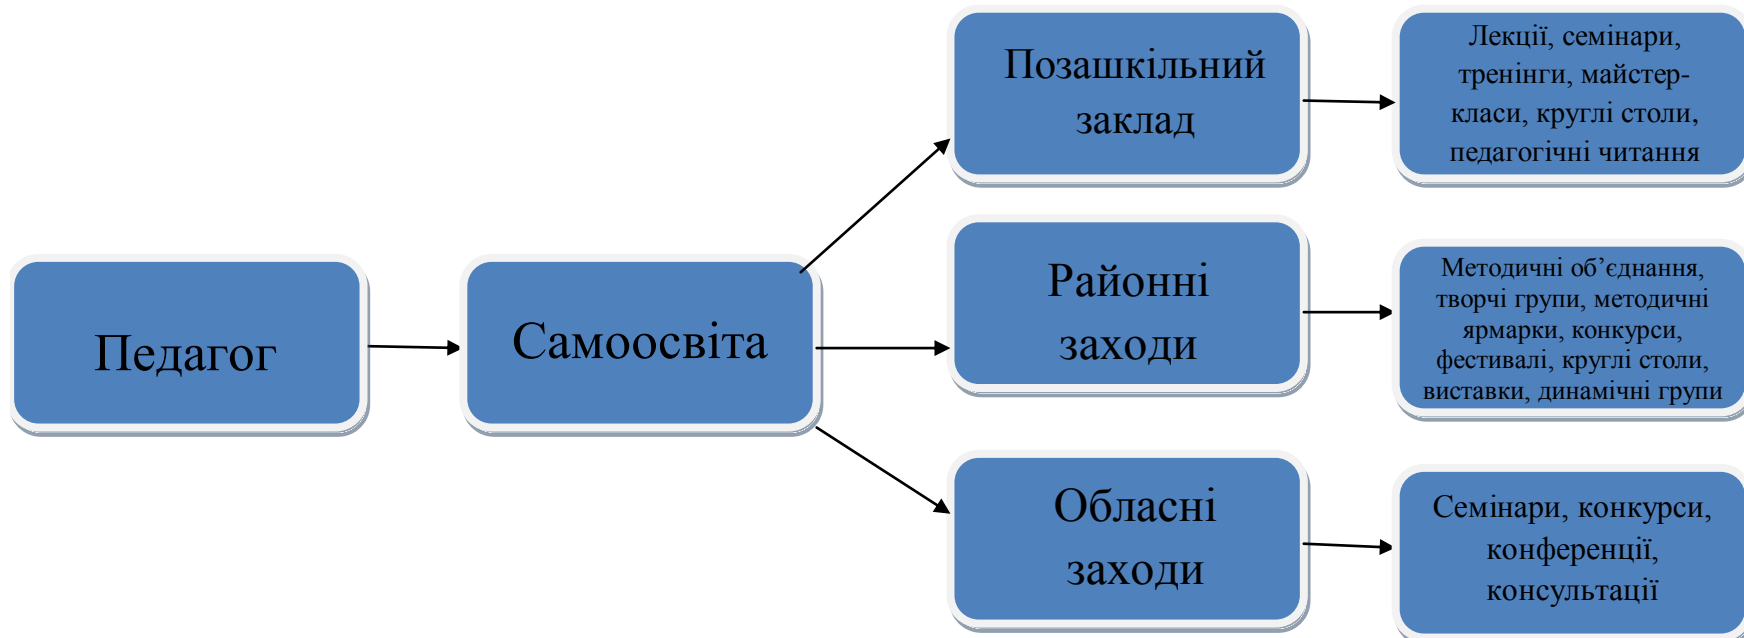 Педагог
Самоосвіта
Позашкільний
заклад
Лекції, семінари,
тренінги, майстер-
класи, круглі столи,
педагогічні читання
Районні
заходи
Методичні об’єднання,
творчі групи, методичні
ярмарки, конкурси,
фестивалі, круглі столи,
виставки, динамічні групи
Обласні
заходи
Семінари, конкурси,
конференції,
консультації